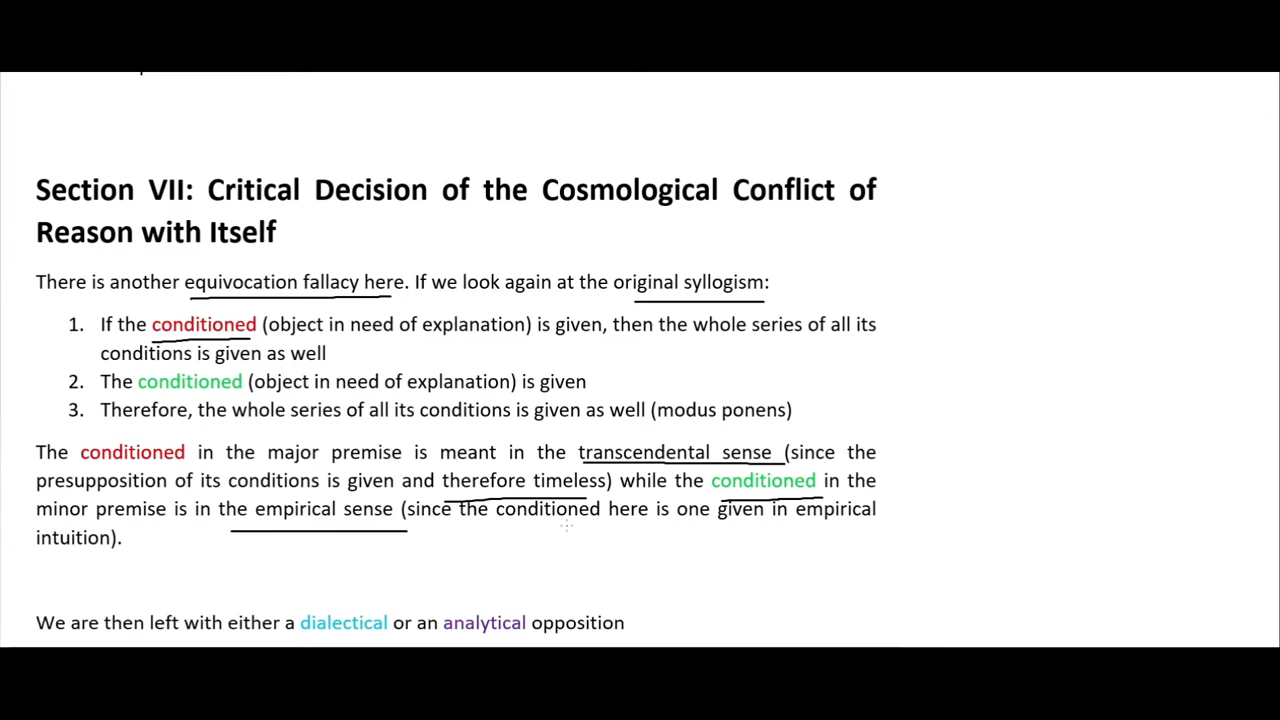 Section VII: Critical Decision of the Cosmological Conflict of
Reason with Itself
There is another equivocation fallacy here. If we look again at the original syllogism:
1. If the conditioned (object in need of explanation) is given, then the whole series of all its
conditions is given as well
2. The conditioned (object in need of explanation) is given
3. Therefore, the whole series of all its conditions is given as well (modus ponens)
The conditioned in the major premise is meant in the transcendental sense (since the
presupposition of its conditions is given and therefore timeless) while the conditioned in the
minor premise is in the empirical sense (since the conditioned here is one given in empirical
intuition).
We are then left with either a dialectical or an analytical opposition